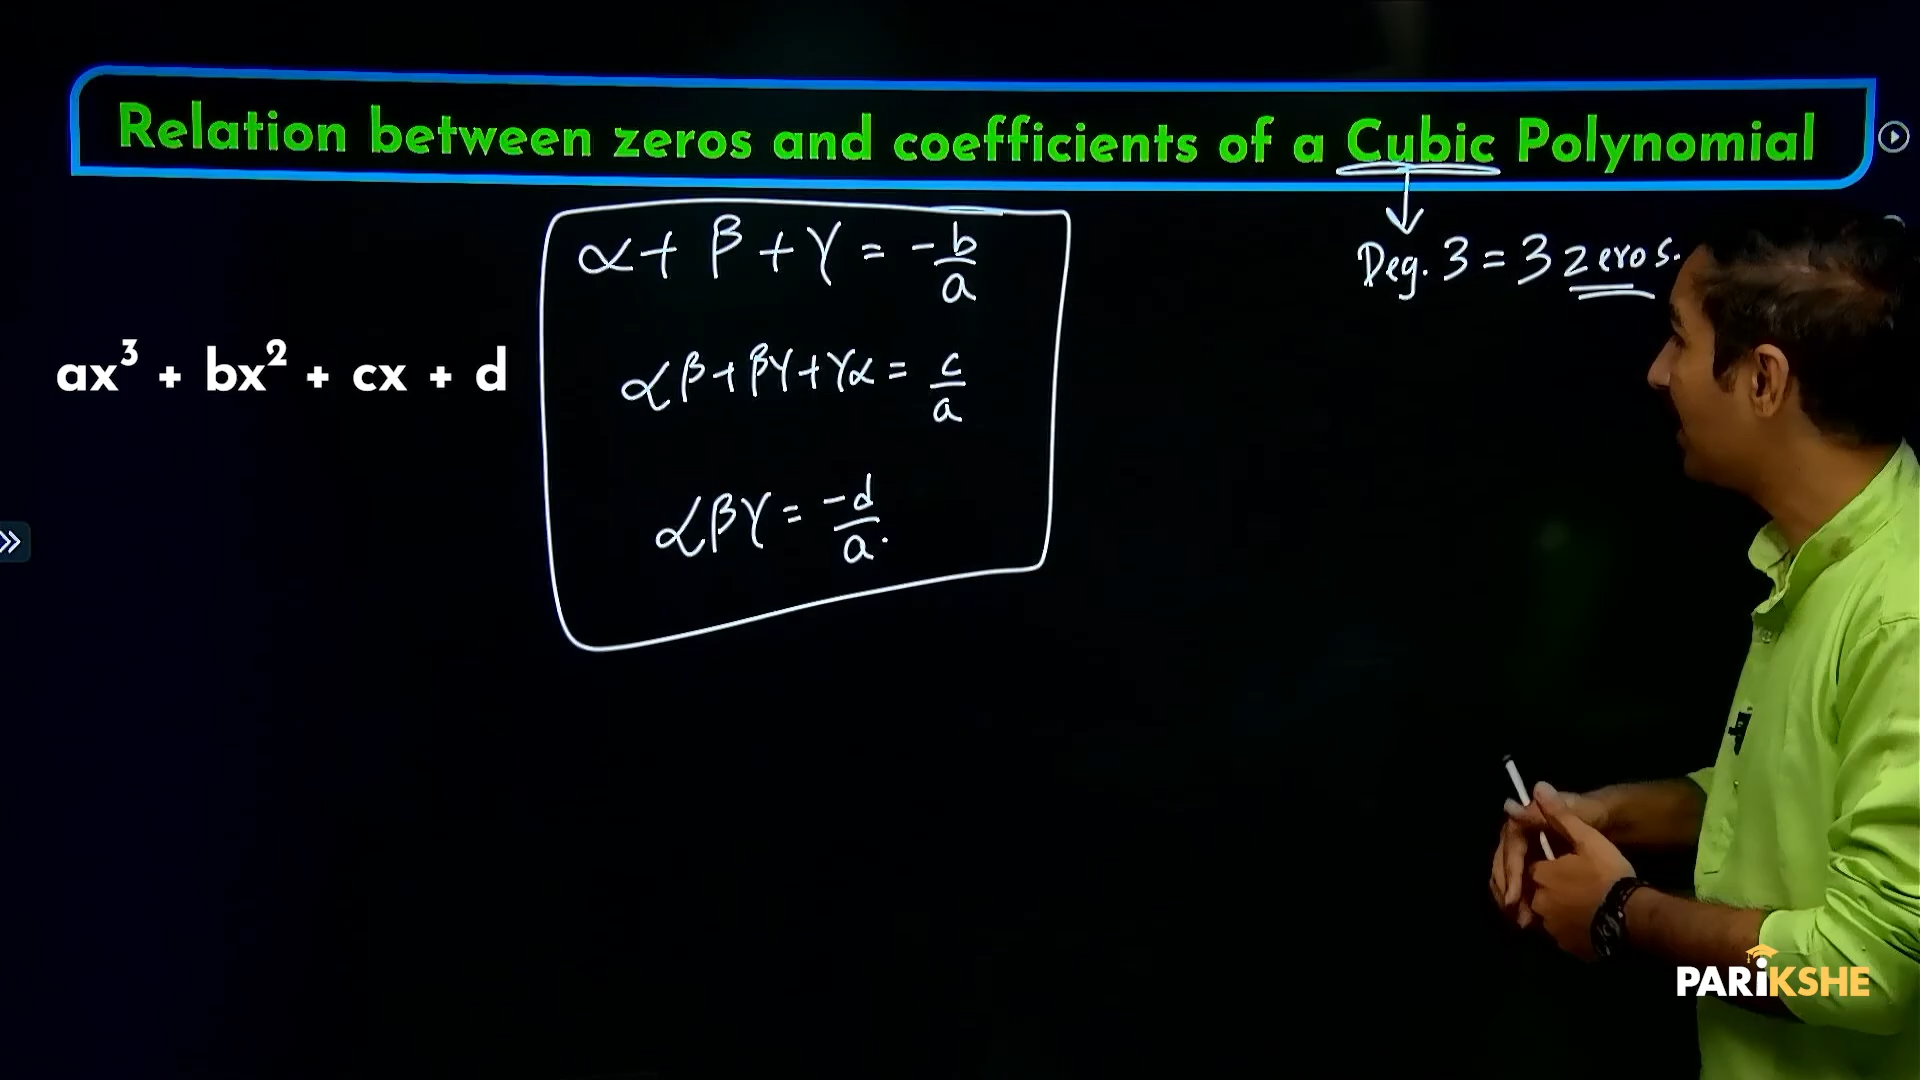 Relation between zeros and coefficients of a Cubic Polynomial
α + β + γ = -b/a
Deg. 3 = 3 zeros.
ax³ + bx² + cx + d
αβ + βγ + γα = c/a
αβγ = -d/a.
PARiKSHE